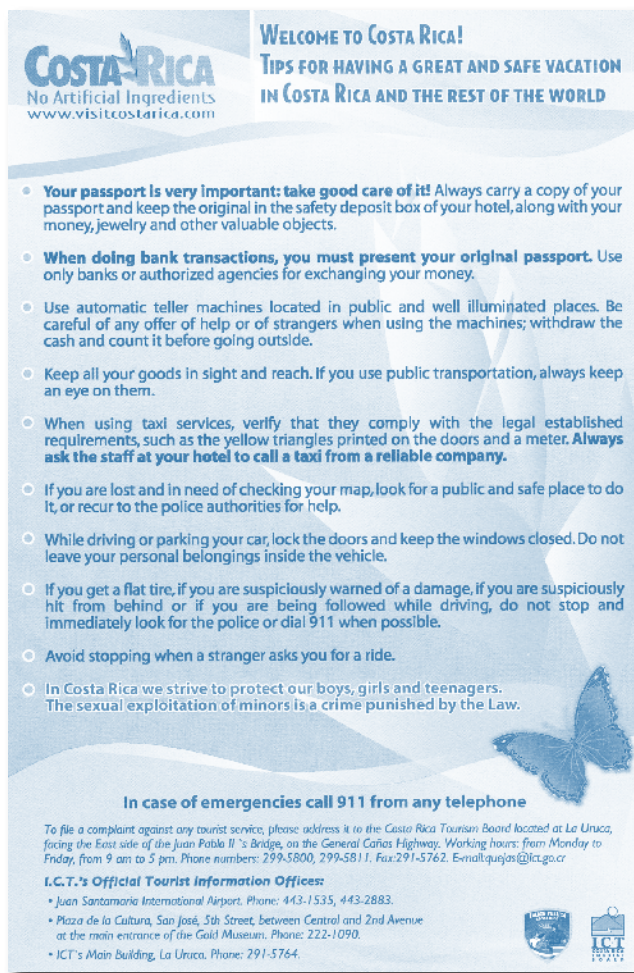 COSTA RICA
No Artificial Ingredients
www.visitcostarica.com
WELCOME TO COSTA RICA!
TIPS FOR HAVING A GREAT AND SAFE VACATION
IN COSTA RICA AND THE REST OF THE WORLD
Your passport is very important: take good care of it! Always carry a copy of your
passport and keep the original in the safety deposit box of your hotel, along with your
money, jewelry and other valuable objects.
When doing bank transactions, you must present your original passport. Use
only banks or authorized agencies for exchanging your money.
Use automatic teller machines located in public and well illuminated places. Be
careful of any offer of help or of strangers when using the machines; withdraw the
cash and count it before going outside.
Keep all your goods in sight and reach. If you use public transportation, always keep
an eye on them.
When using taxi services, verify that they comply with the legal established
requirements, such as the yellow triangles printed on the doors and a meter. Always
ask the staff at your hotel to call a taxi from a reliable company.
If you are lost and in need of checking your map, look for a public and safe place to do
it, or recur to the police authorities for help.
While driving or parking your car, lock the doors and keep the windows closed. Do not
leave your personal belongings inside the vehicle.
If you get a flat tire, if you are suspiciously warned of a damage, if you are suspiciously
hit from behind or if you are being followed while driving, do not stop and
immediately look for the police or dial 911 when possible.
Avoid stopping when a stranger asks you for a ride.
In Costa Rica we strive to protect our boys, girls and teenagers.
The sexual exploitation of minors is a crime punished by the Law.
In case of emergencies call 911 from any telephone
To file a complaint against any tourist service, please address it to the Costa Rica Tourism Board located at La Uruca,
facing the East side of the Juan Pablo II ´s Bridge, on the General Cañas Highway. Working hours: from Monday to
Friday, from 9 am to 5 pm. Phone numbers: 299-5800, 299-5811. Fax:291-5762. E-mail:quejas@ict.go.cr
I.C.T.'s Official Tourist Information Offices:
• Juan Santamaría International Airport. Phone: 443-1535, 443-2883.
• Plaza de la Cultura, San José, 5th Street, between Central and 2nd Avenue
at the main entrance of the Gold Museum. Phone: 222-1090.
• ICT´s Main Building, La Uruca. Phone: 291-5764.
ICT
COSTA RICA
TOURISM
BOARD